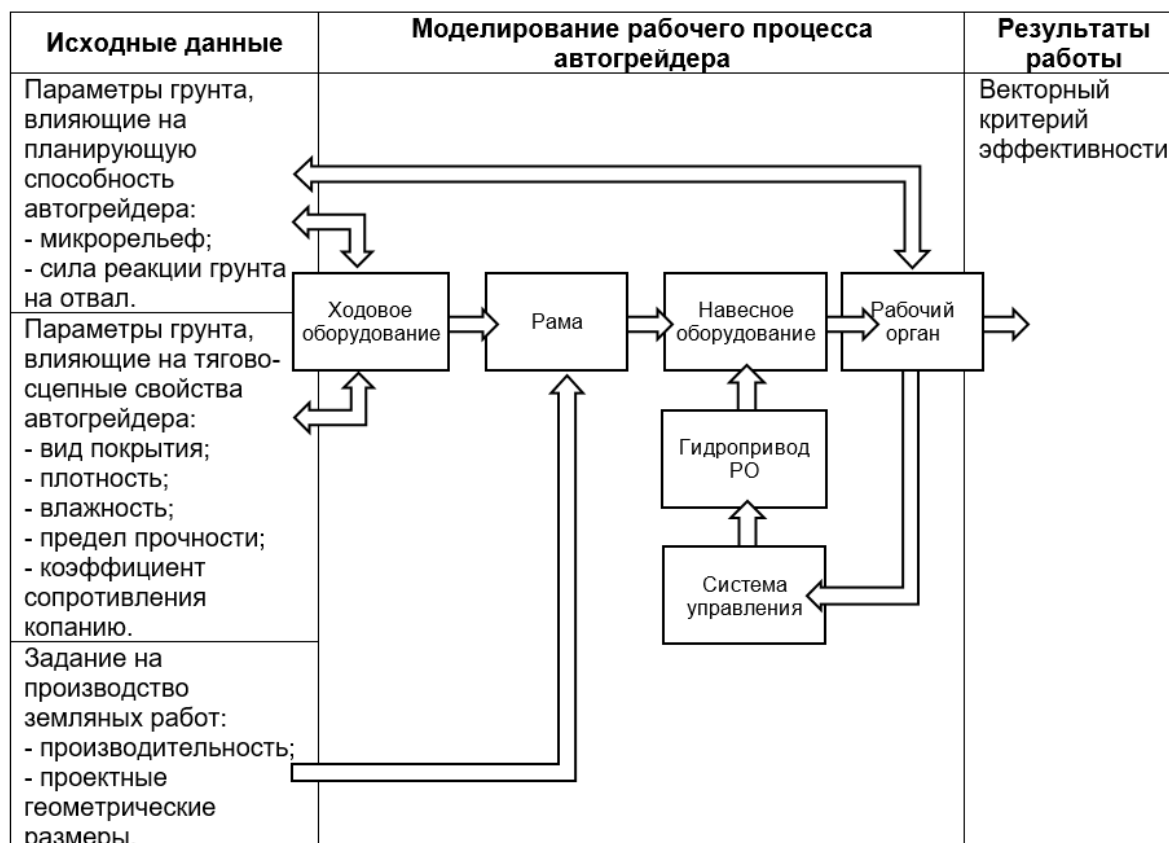 Исходные данные
Моделирование рабочего процесса
автогрейдера
Результаты
работы
Параметры грунта,
влияющие на
планирующую
способность
автогрейдера:
- микрорельеф;
- сила реакции грунта
на отвал.
Параметры грунта,
влияющие на тягово-
сцепные свойства
автогрейдера:
- вид покрытия;
- плотность;
- влажность;
- предел прочности;
- коэффициент
сопротивления
копанию.
Задание на
производство
земляных работ:
- производительность;
- проектные
геометрические
размеры.
Ходовое
оборудование
Рама
Навесное
оборудование
Рабочий
орган
Гидропривод
РО
Система
управления
Векторный
критерий
эффективности